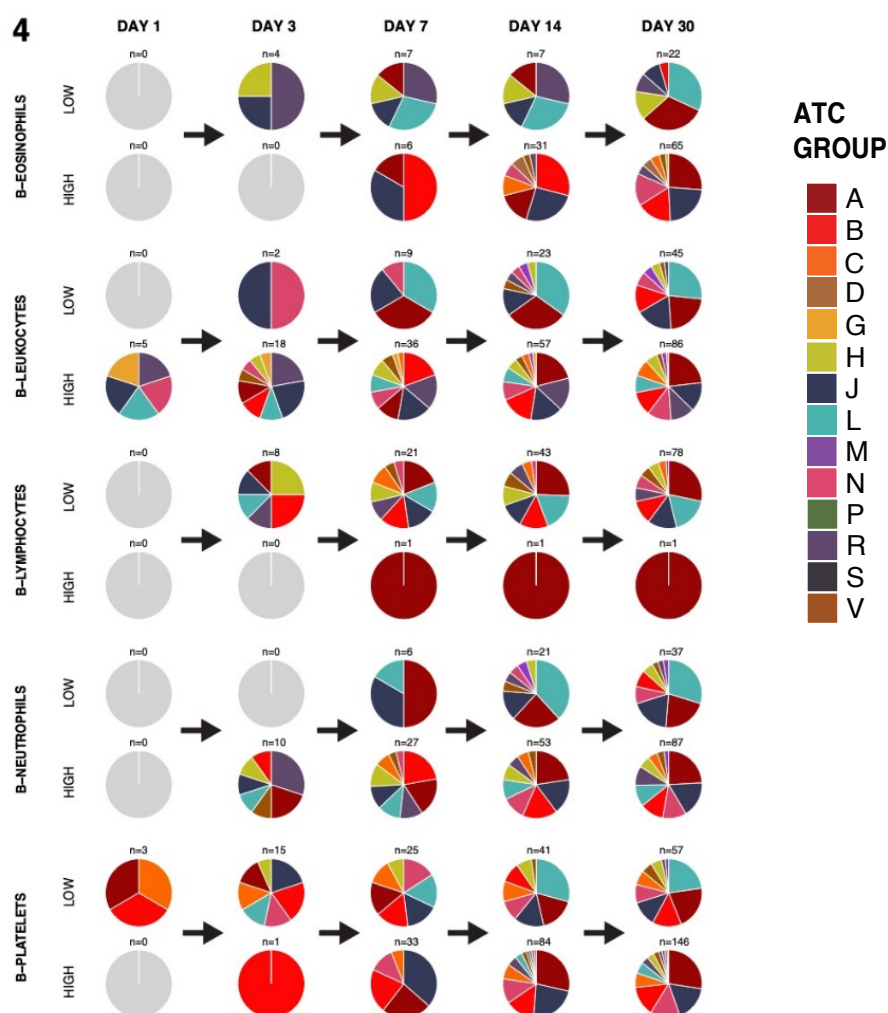 4
DAY 1 DAY 3 DAY 7 DAY 14 DAY 30
B-EOSINOPHILS
LOW
n=0 n=4 n=7 n=7 n=22
HIGH
n=0 n=0 n=6 n=31 n=65
B-LEUKOCYTES
LOW
n=0 n=2 n=9 n=23 n=45
HIGH
n=5 n=18 n=36 n=57 n=86
B-LYMPHOCYTES
LOW
n=0 n=8 n=21 n=43 n=78
HIGH
n=0 n=0 n=1 n=1 n=1
B-NEUTROPHILS
LOW
n=0 n=0 n=6 n=21 n=37
HIGH
n=0 n=10 n=27 n=53 n=87
B-PLATELETS
LOW
n=3 n=15 n=25 n=41 n=57
HIGH
n=0 n=1 n=33 n=84 n=146
ATC
GROUP
A
B
C
D
G
H
J
L
M
N
P
R
S
V